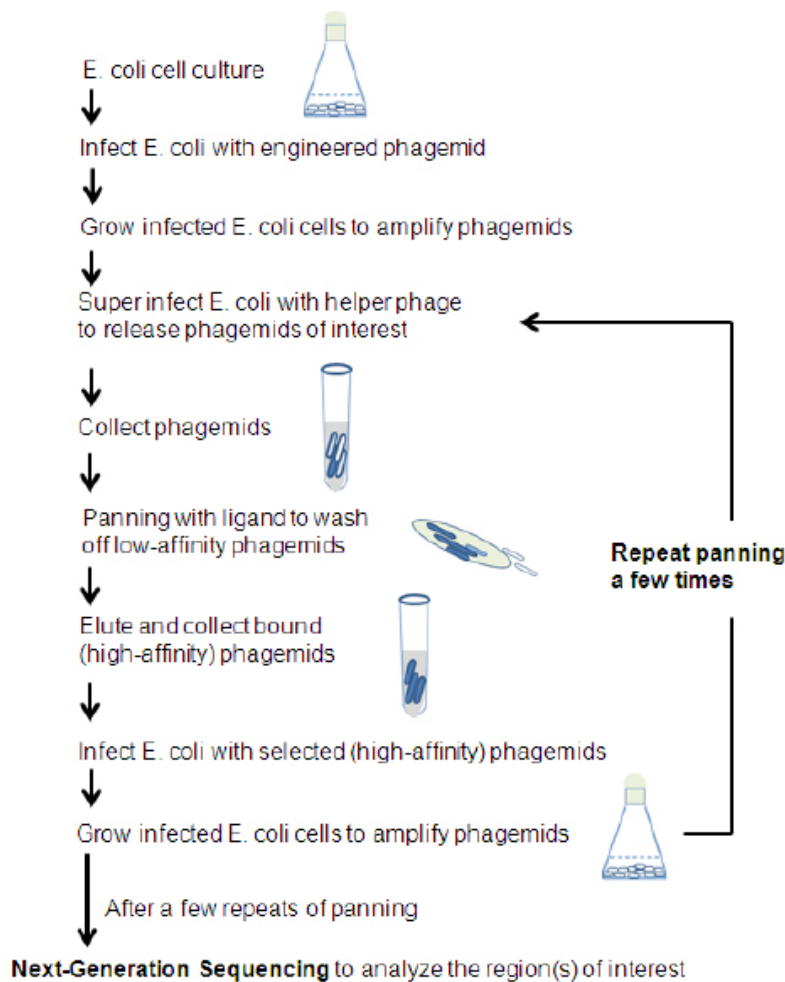 E. coli cell culture
Infect E. coli with engineered phagemid
Grow infected E. coli cells to amplify phagemids
Super infect E. coli with helper phage
to release phagemids of interest
Collect phagemids
Panning with ligand to wash
off low-affinity phagemids
Repeat panning
a few times
Elute and collect bound
(high-affinity) phagemids
Infect E. coli with selected (high-affinity) phagemids
Grow infected E. coli cells to amplify phagemids
After a few repeats of panning
Next-Generation Sequencing to analyze the region(s) of interest